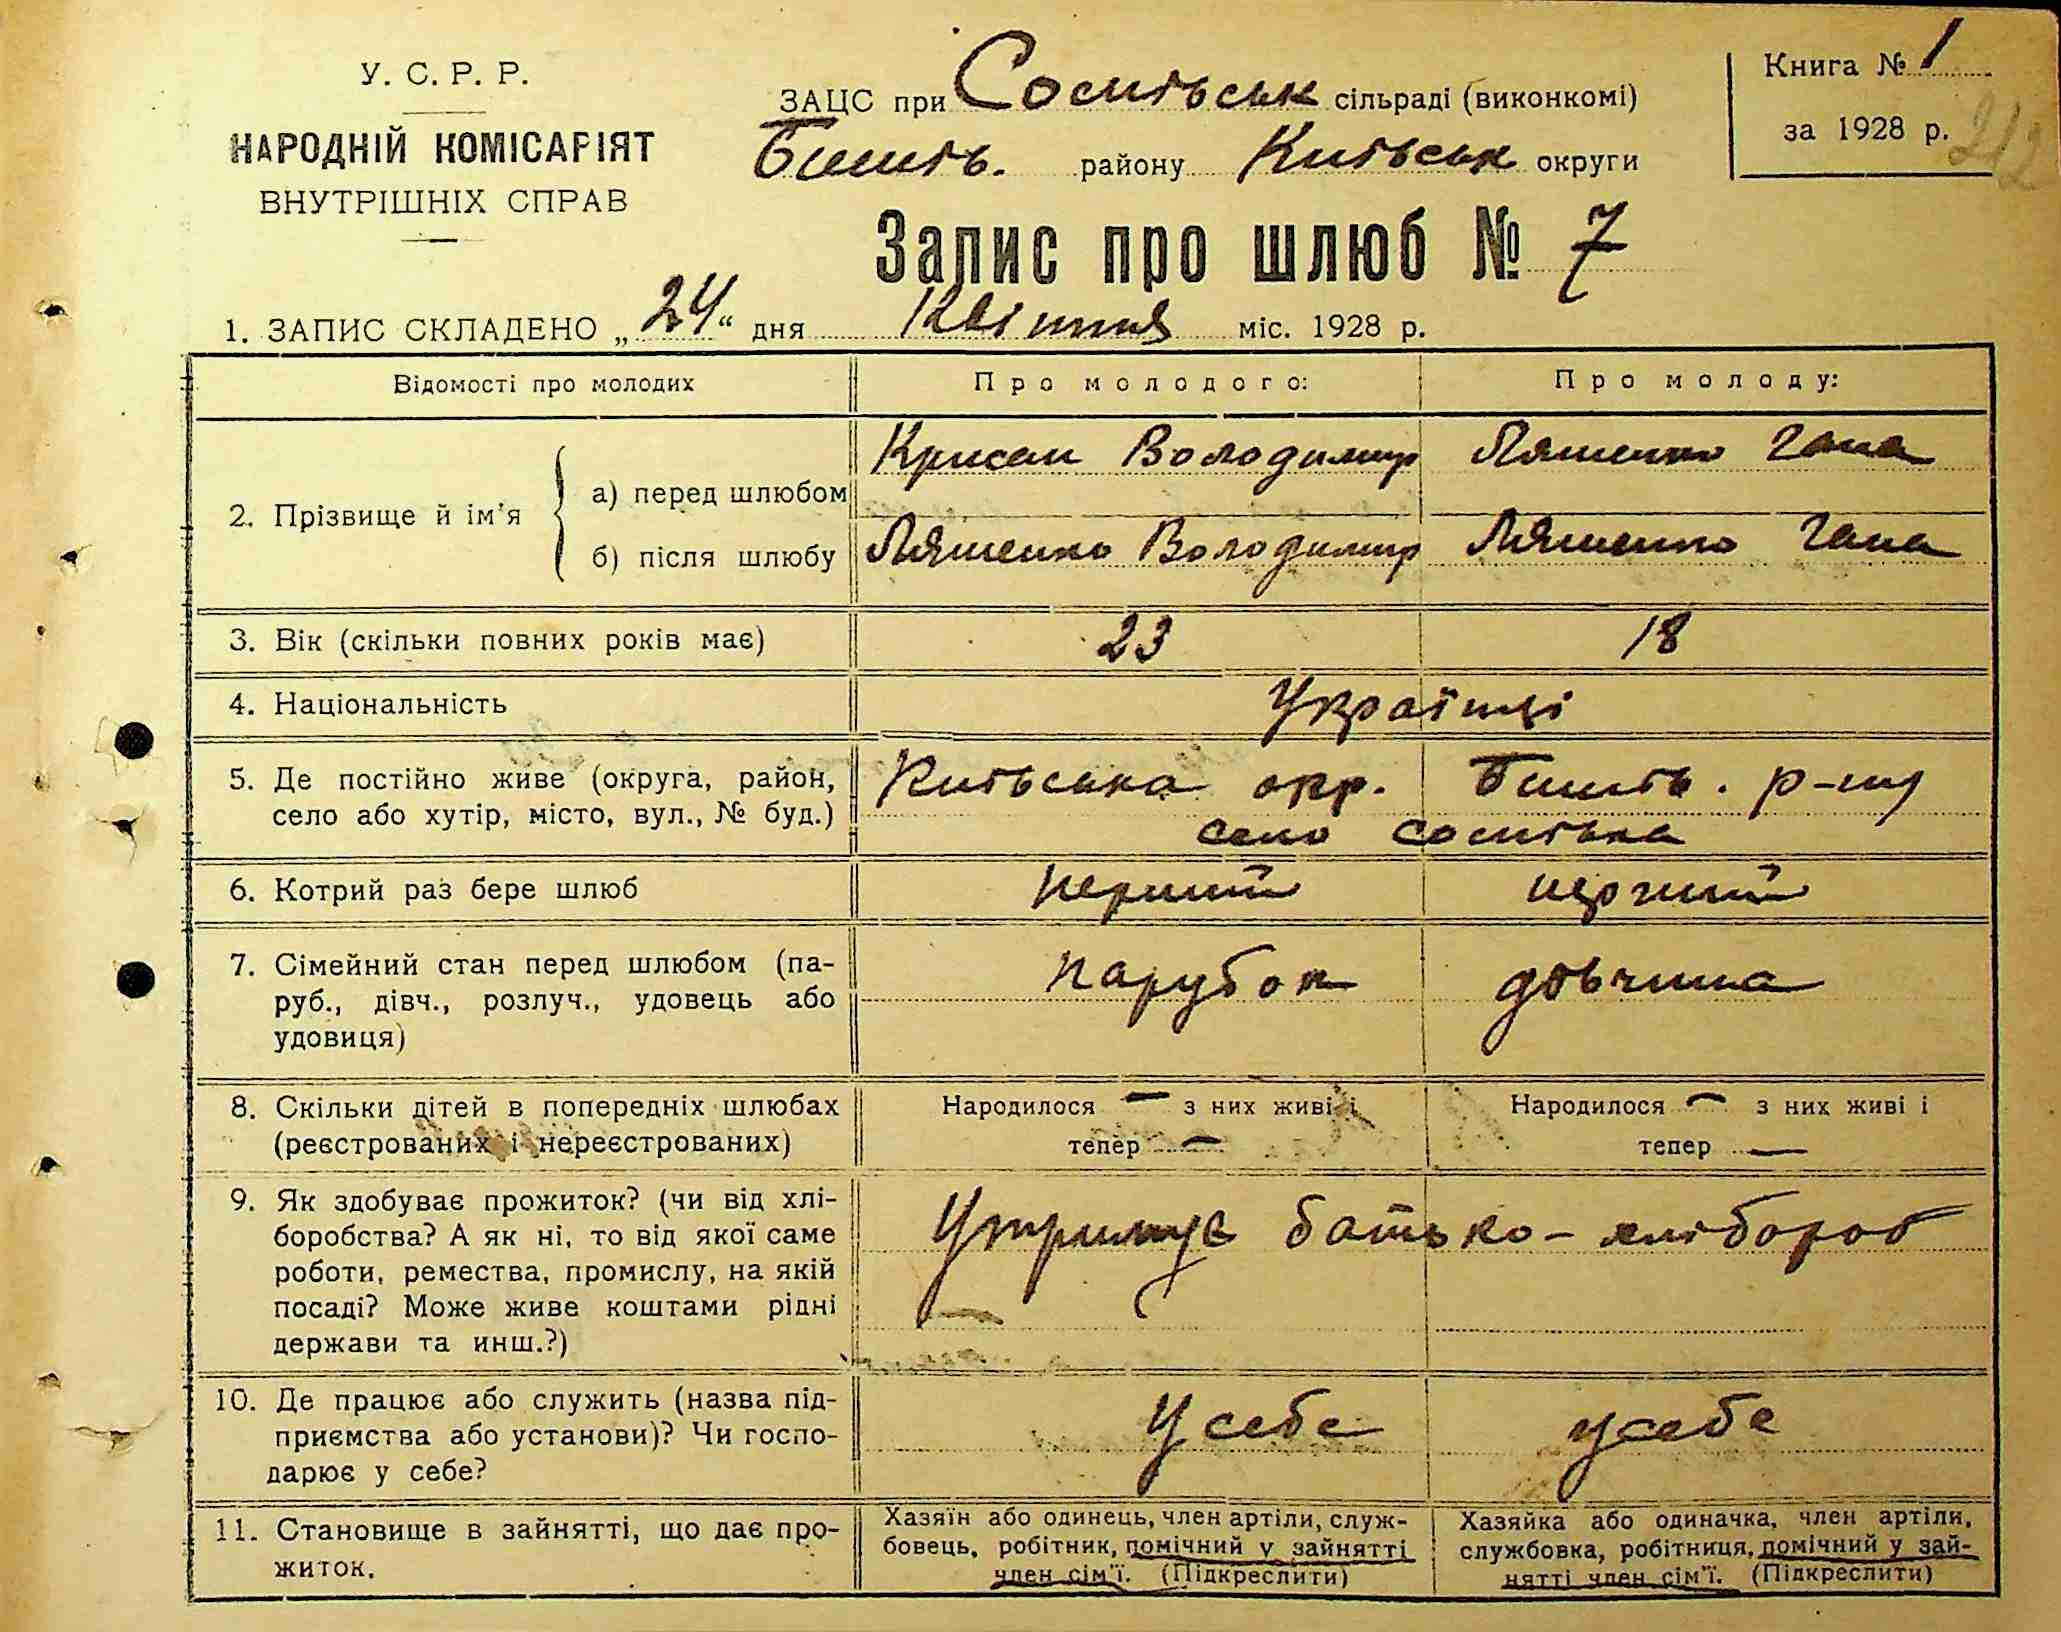 У. С. Р. Р.
НАРОДНІЙ КОМІСАРІЯТ
ВНУТРІШНІХ СПРАВ
ЗАЦС при сільраді (виконкомі)
району Київськ округи
Книга № 1
за 1928 р.
212
Запис про шлюб № 7
1. ЗАПИС СКЛАДЕНО „24“ дня Квітня міс. 1928 р.
Відомості про молодих
Про молодого:
Про молоду:
2. Прізвище й ім'я
а) перед шлюбом
Крисан Володимир
Ляшенко Гана
б) після шлюбу
Ляшенко Володимир
Ляшенко Гана
3. Вік (скільки повних років має)
23
18
4. Національність
Українці
5. Де постійно живе (округа, район,
село або хутір, місто, вул., № буд.)
Київська окр. р-ну
село
6. Котрий раз бере шлюб
перший
перший
7. Сімейний стан перед шлюбом (па-
руб., дівч., розлуч., удовець або
удовиця)
парубок
дівчина
8. Скільки дітей в попередніх шлюбах
(реєстрованих і нереєстрованих)
Народилося — з них живі і
тепер —
Народилося — з них живі і
тепер —
9. Як здобуває прожиток? (чи від хлі-
боробства? А як ні, то від якої саме
роботи, ремества, промислу, на якій
посаді? Може живе коштами рідні
держави та инш.?)
Утримує батько - хлібороб
10. Де працює або служить (назва під-
приємства або установи)? Чи госпо-
дарює у себе?
У себе
у себе
11. Становище в зайнятті, що дає про-
житок.
Хазяїн або одинець, член артіли, служ-
бовець, робітник, помічний у зайнятті
член сім'ї. (Підкреслити)
Хазяйка або одиначка, член артіли,
службовка, робітниця, помічний у зай-
нятті член сім'ї. (Підкреслити)